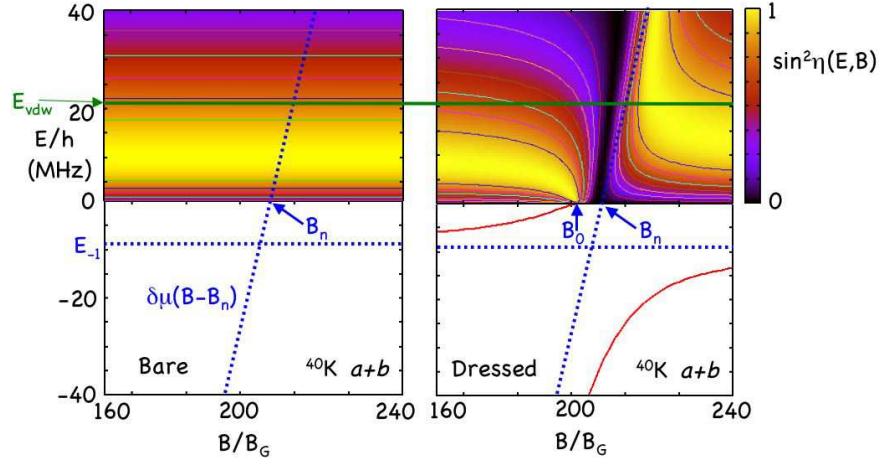 40
20
0
-20
-40
E_vdw
E/h
(MHz)
E_-1
B_n
δμ(B-B_n)
Bare
⁴⁰K a+b
160
200
240
B/B_G
B_0
B_n
Dressed
⁴⁰K a+b
160
200
240
B/B_G
1
sin²η(E,B)
0